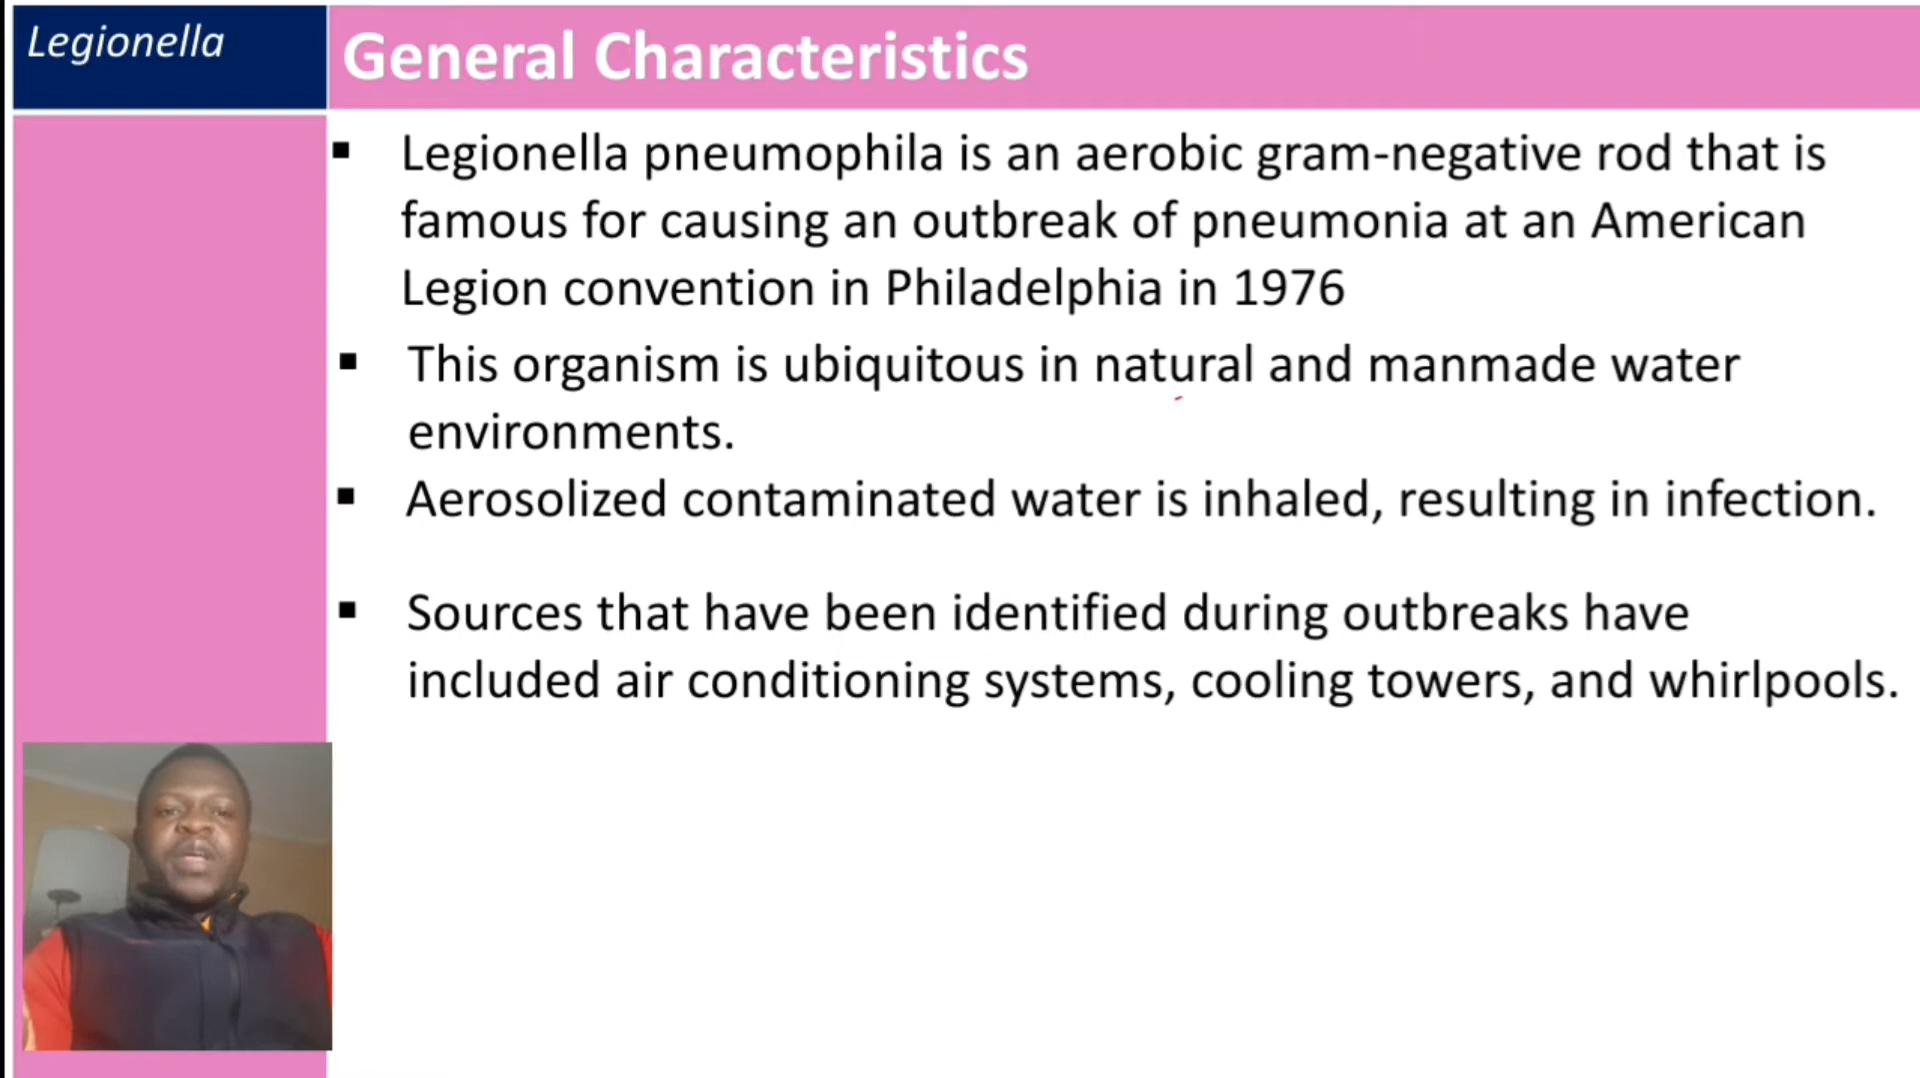 Legionella
General Characteristics
▪ Legionella pneumophila is an aerobic gram-negative rod that is
famous for causing an outbreak of pneumonia at an American
Legion convention in Philadelphia in 1976
▪ This organism is ubiquitous in natural and manmade water
environments.
▪ Aerosolized contaminated water is inhaled, resulting in infection.
▪ Sources that have been identified during outbreaks have
included air conditioning systems, cooling towers, and whirlpools.